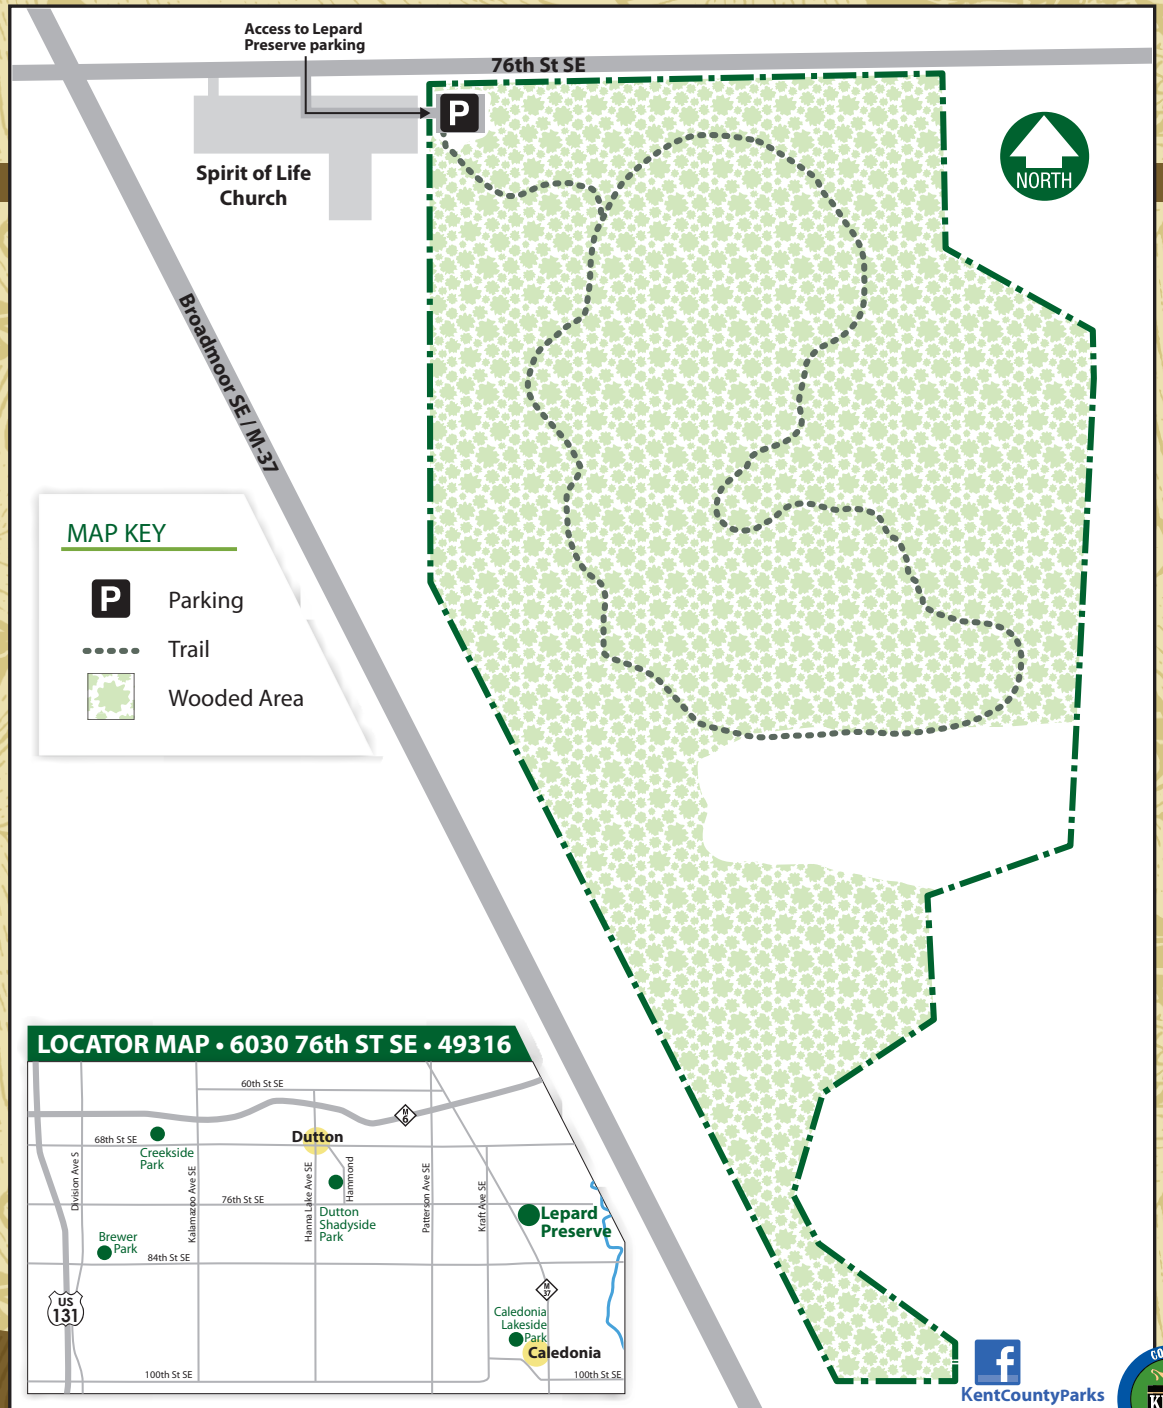 Access to Lepard
Preserve parking
76th St SE
P
Spirit of Life
Church
NORTH
Broadmoor SE / M-37
MAP KEY
P
Parking
Trail
Wooded Area
LOCATOR MAP • 6030 76th ST SE • 49316
60th St SE
M
6
68th St SE
Dutton
Creekside
Park
Division Ave S
Kalamazoo Ave SE
Hanna Lake Ave SE
Hammond
Patterson Ave SE
Kraft Ave SE
76th St SE
Dutton
Shadyside
Park
Lepard
Preserve
Brewer
Park
84th St SE
US
131
M
37
Caledonia
Lakeside
Park
Caledonia
100th St SE
100th St SE
f
KentCountyParks